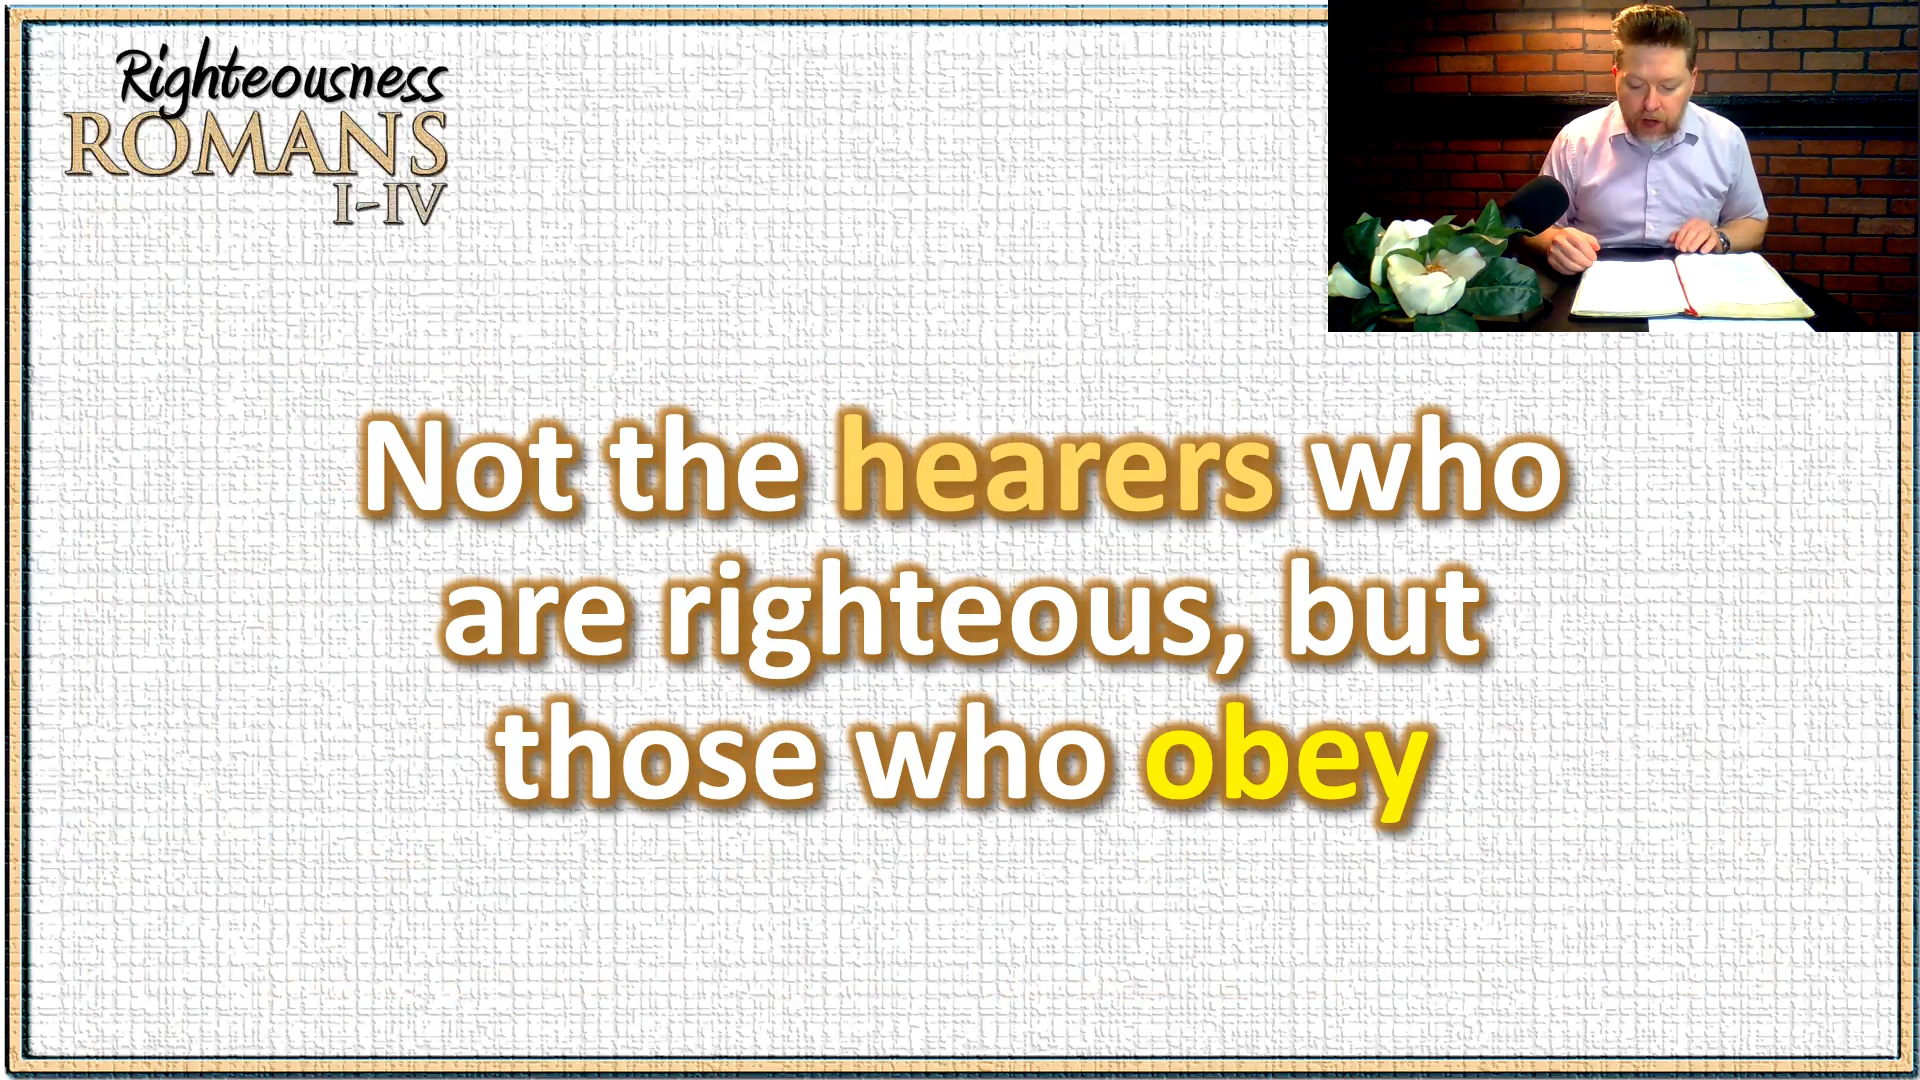 Righteousness
ROMANS
I-IV
Not the hearers who
are righteous, but
those who obey